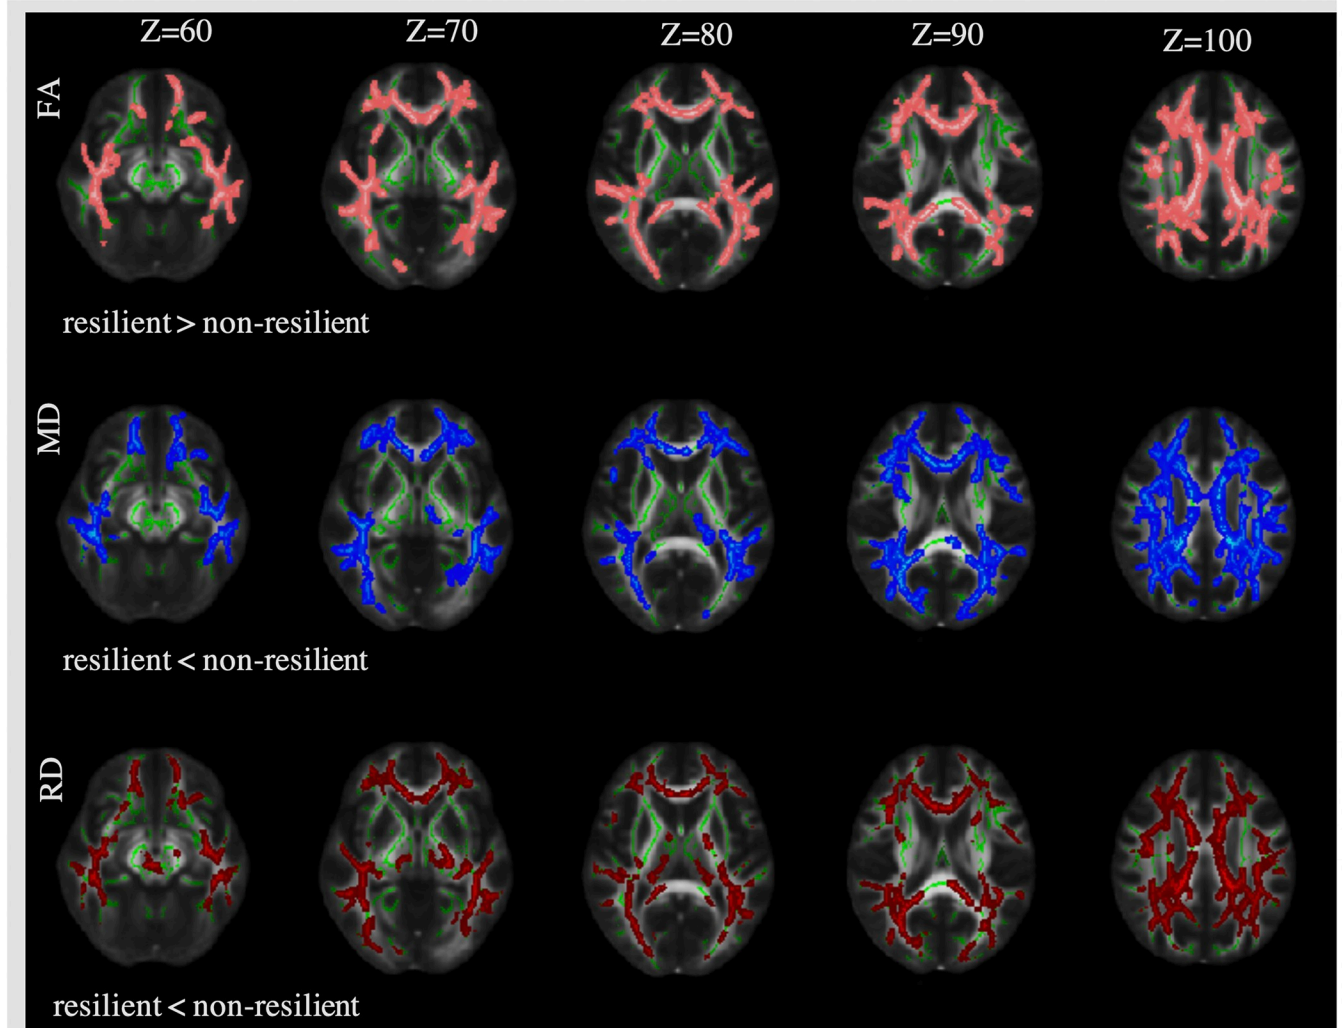 Z=60 Z=70 Z=80 Z=90 Z=100
FA
resilient > non-resilient
MD
resilient < non-resilient
RD
resilient < non-resilient